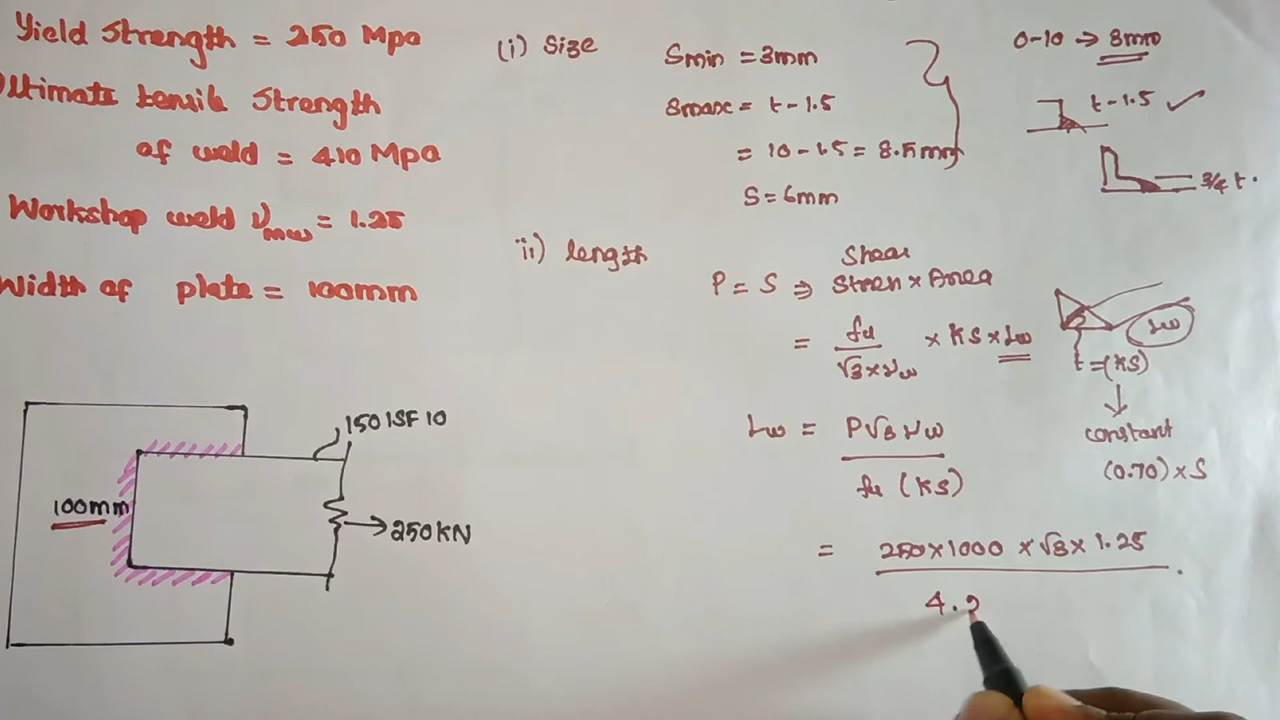 Yield Strength = 250 Mpa
Ultimate tensile Strength
of weld = 410 Mpa
Workshop weld γmw = 1.25
Width of plate = 100mm
150 ISF 10
100mm
250KN
(i) Size
Smin = 3mm
Smax = t - 1.5
= 10 - 1.5 = 8.5mm
S = 6mm
0-10 → 3mm
t - 1.5 ✓
3/4 t.
ii) length
P = S ⇒ Shear Stress × Area
= fu / √3 × γw × KS × Lw
Lw
t = (KS)
constant
(0.70) × S
Lw = P√3 γw / fu (KS)
= 250×1000 × √3 × 1.25 / 4.2